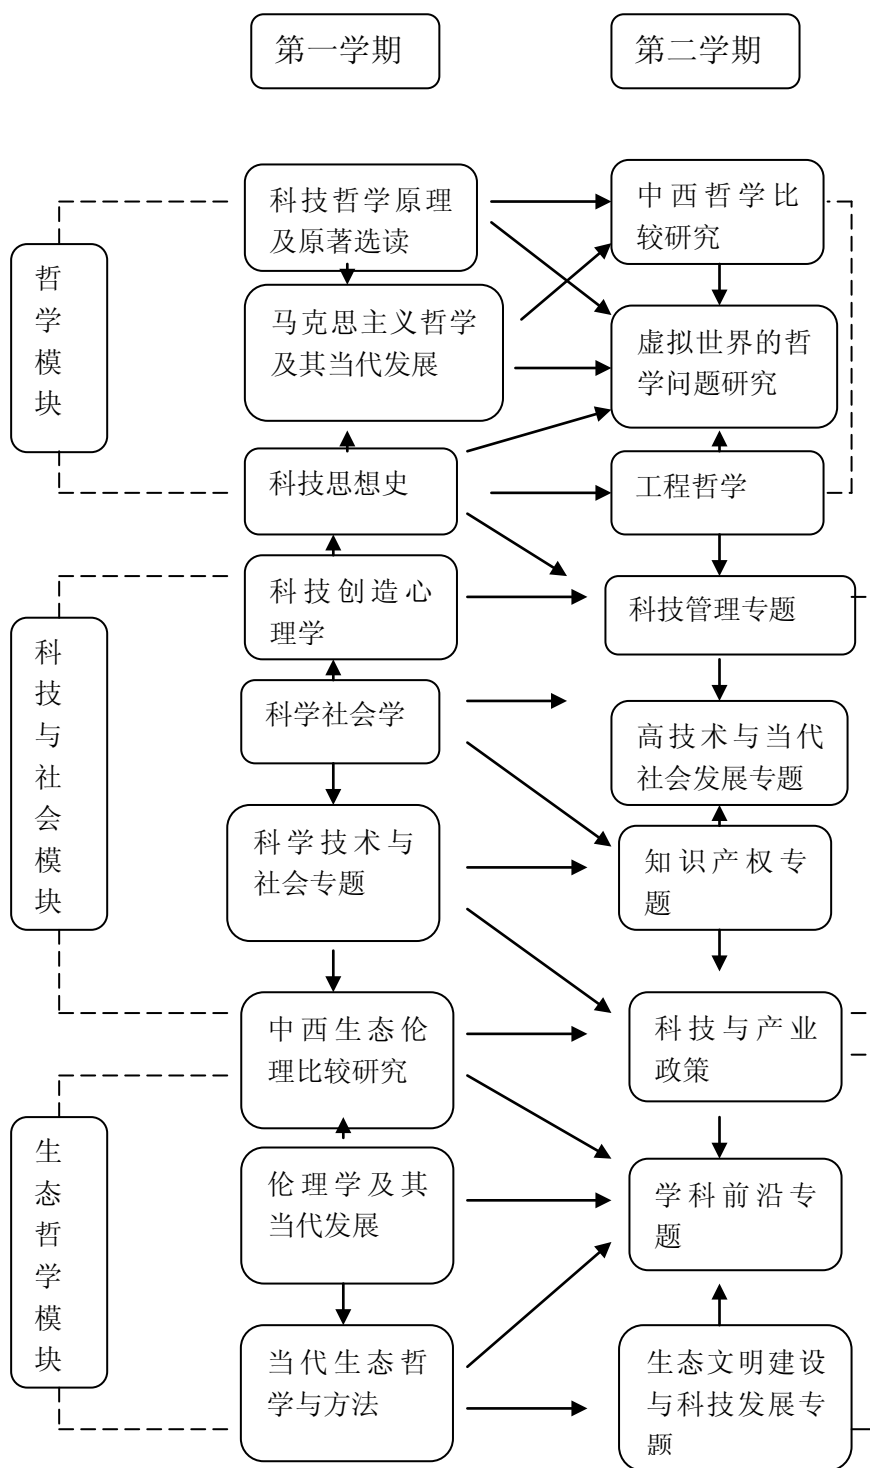 第一学期
第二学期
哲学模块
科技哲学原理
及原著选读
中西哲学比
较研究
马克思主义哲学
及其当代发展
虚拟世界的哲
学问题研究
科技思想史
工程哲学
科技与社会模块
科技创造心
理学
科技管理专题
科学社会学
高技术与当代
社会发展专题
科学技术与
社会专题
知识产权专
题
中西生态伦
理比较研究
科技与产业
政策
生态哲学模块
伦理学及其
当代发展
学科前沿专
题
当代生态哲
学与方法
生态文明建设
与科技发展专
题